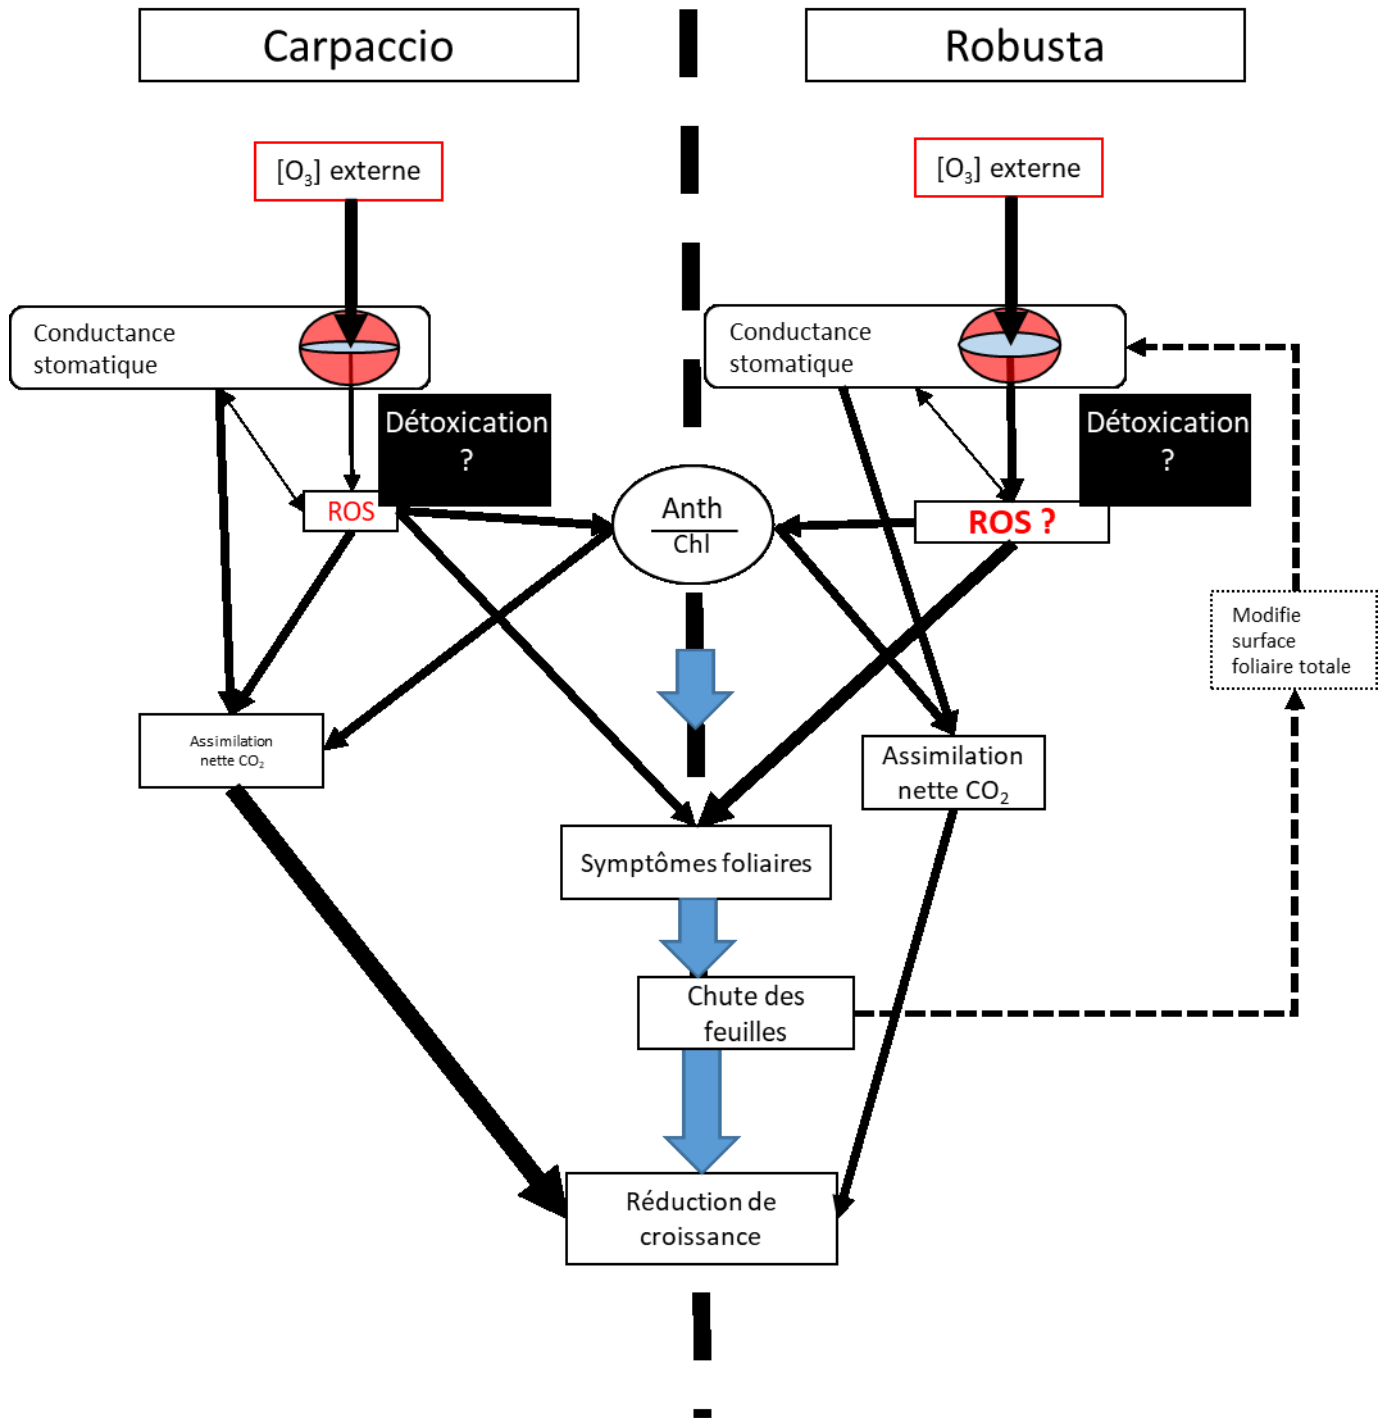 Carpaccio
Robusta
[O₃] externe
[O₃] externe
Conductance
stomatique
Conductance
stomatique
Détoxication
?
Détoxication
?
ROS
Anth
Chl
ROS ?
Modifie
surface
foliaire totale
Assimilation
nette CO₂
Assimilation
nette CO₂
Symptômes foliaires
Chute des
feuilles
Réduction de
croissance